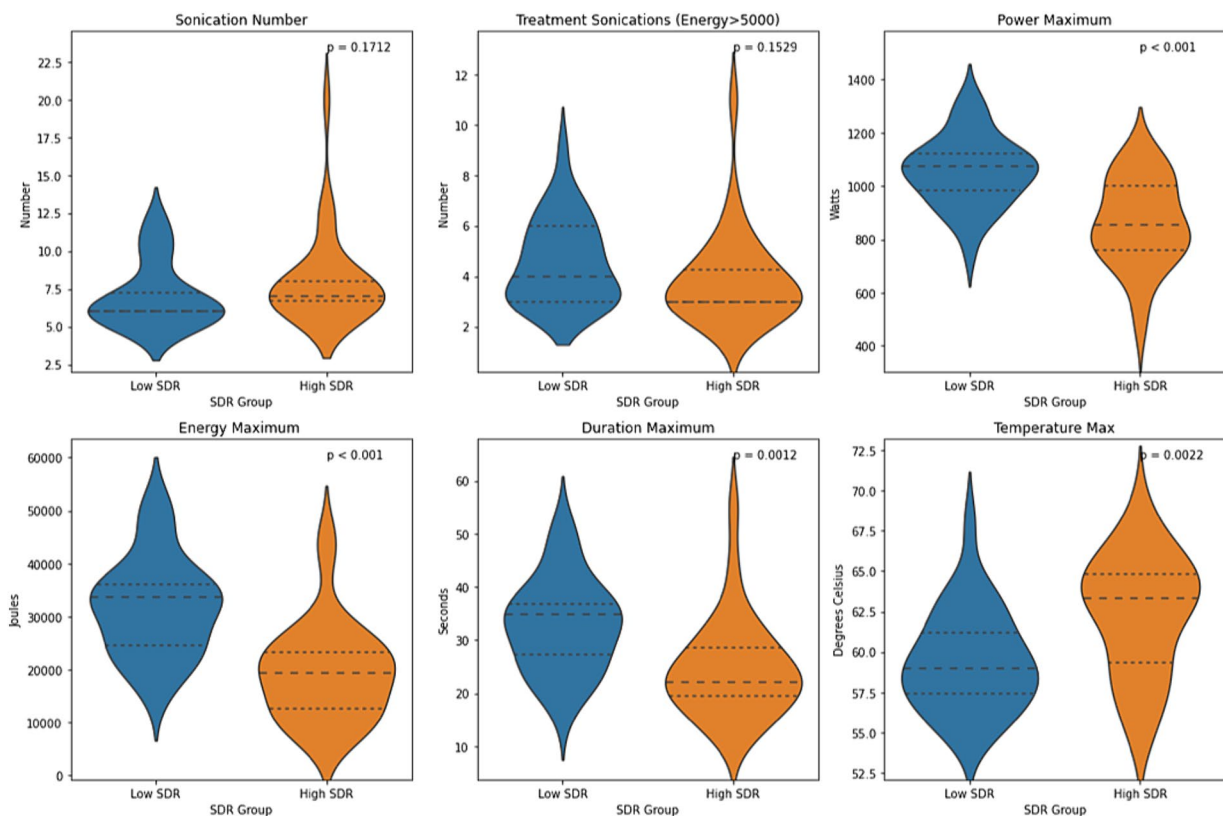 Sonication Number
p = 0.1712
Number
22.5
20.0
17.5
15.0
12.5
10.0
7.5
5.0
2.5
Low SDR
High SDR
SDR Group
Treatment Sonications (Energy>5000)
p = 0.1529
Number
12
10
8
6
4
2
Low SDR
High SDR
SDR Group
Power Maximum
p < 0.001
Watts
1400
1200
1000
800
600
400
Low SDR
High SDR
SDR Group
Energy Maximum
p < 0.001
Joules
60000
50000
40000
30000
20000
10000
0
Low SDR
High SDR
SDR Group
Duration Maximum
p = 0.0012
Seconds
60
50
40
30
20
10
Low SDR
High SDR
SDR Group
Temperature Max
p = 0.0022
Degrees Celsius
72.5
70.0
67.5
65.0
62.5
60.0
57.5
55.0
52.5
Low SDR
High SDR
SDR Group